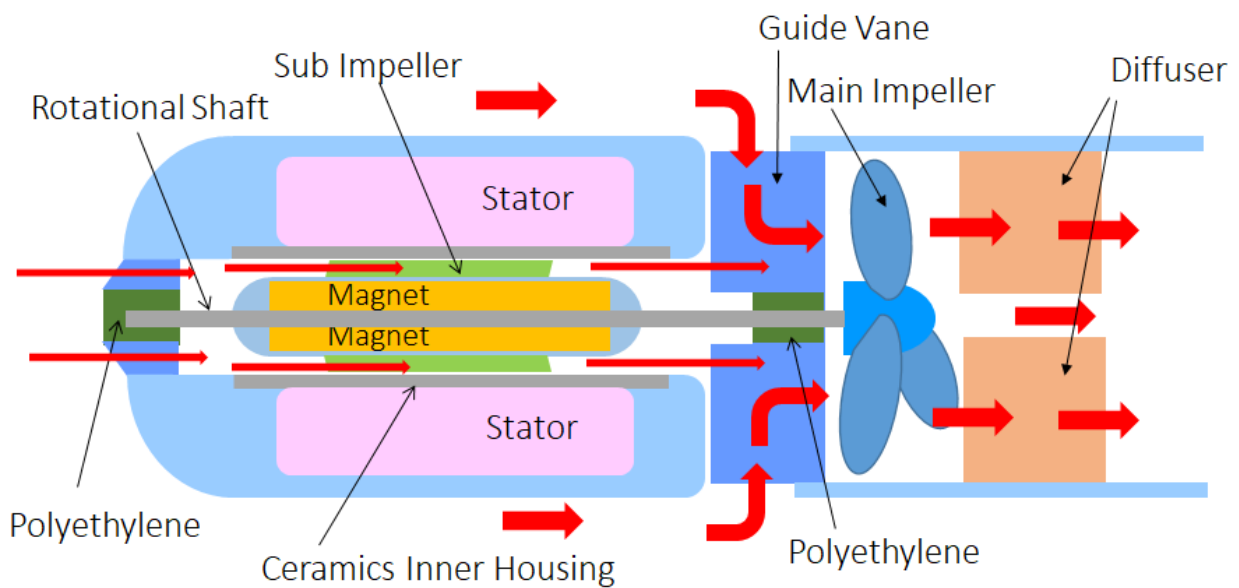 Guide Vane
Sub Impeller
Diffuser
Main Impeller
Rotational Shaft
Stator
Magnet
Magnet
Stator
Polyethylene
Polyethylene
Ceramics Inner Housing